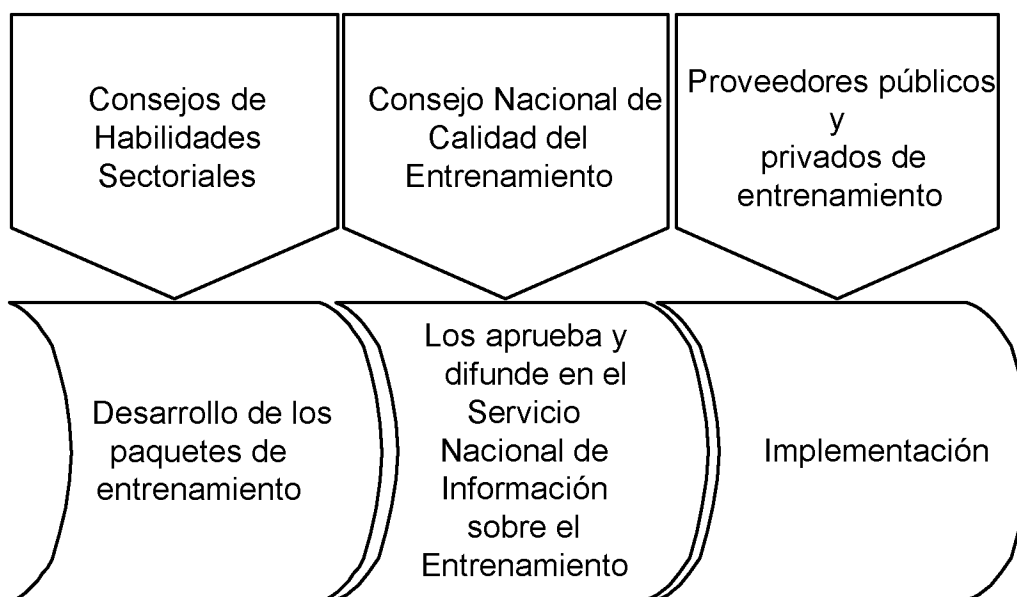 Consejos de
Habilidades
Sectoriales
Consejo Nacional de
Calidad del
Entrenamiento
Proveedores públicos
y
privados de
entrenamiento
Desarrollo de los
paquetes de
entrenamiento
Los aprueba y
difunde en el
Servicio
Nacional de
Información
sobre el
Entrenamiento
Implementación